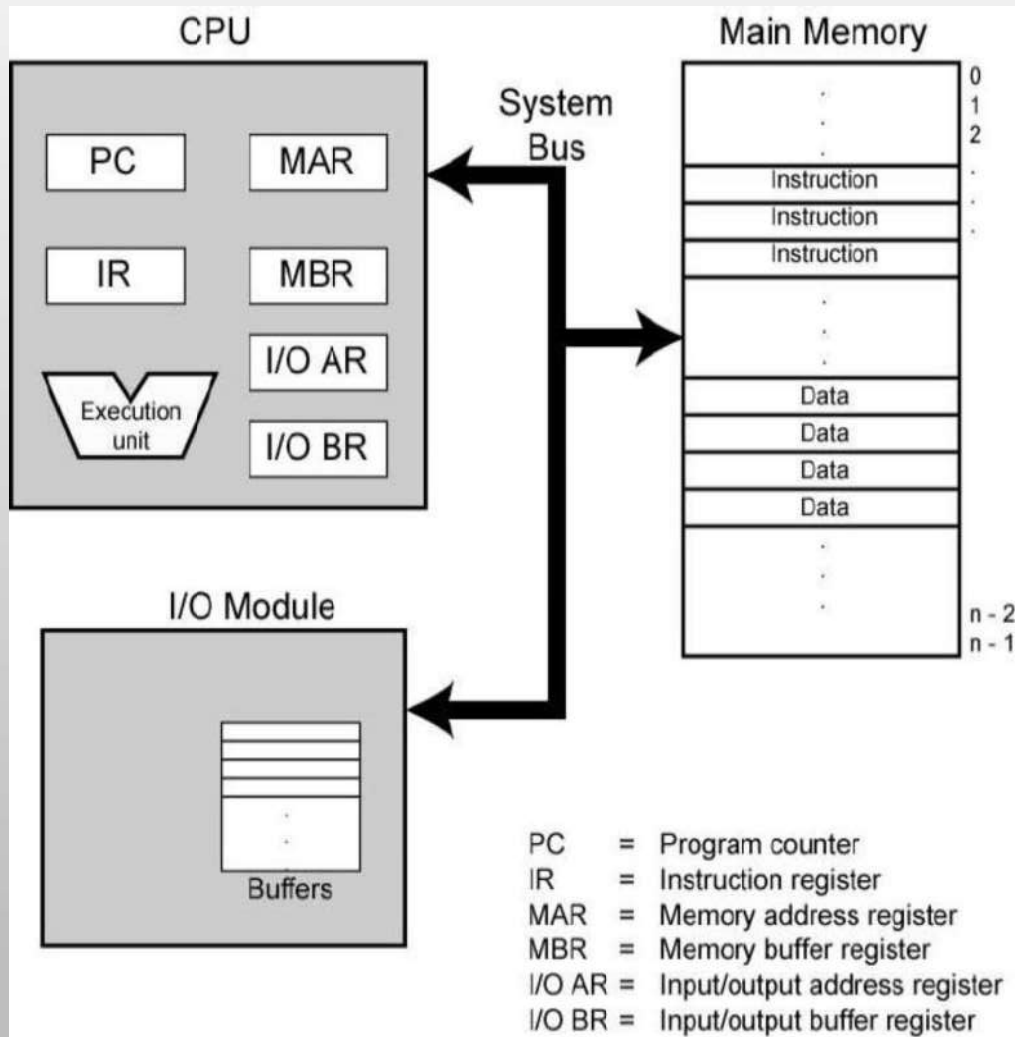 CPU
PC
MAR
IR
MBR
I/O AR
I/O BR
Execution
unit
System
Bus
Main Memory
0
1
2
.
.
.
.
.
.
Instruction
Instruction
Instruction
.
.
.
Data
Data
Data
Data
.
.
.
n - 2
n - 1
I/O Module
.
.
.
Buffers
PC = Program counter
IR = Instruction register
MAR = Memory address register
MBR = Memory buffer register
I/O AR = Input/output address register
I/O BR = Input/output buffer register